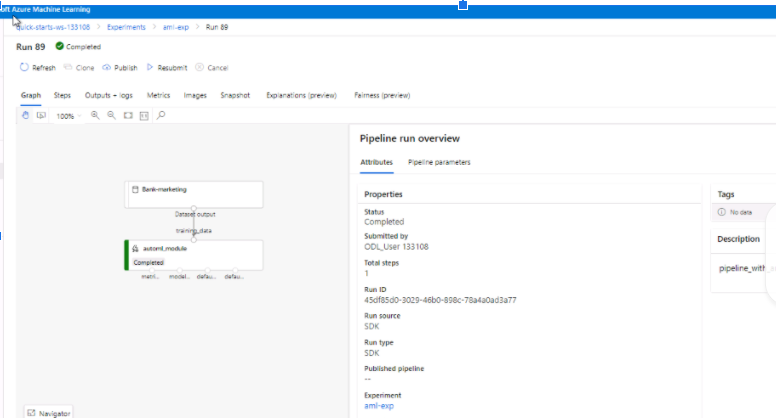 oft Azure Machine Learning
quick-starts-ws-133108 > Experiments > aml-exp > Run 89
Run 89 Completed
Refresh Clone Publish Resubmit Cancel
Graph Steps Outputs + logs Metrics Images Snapshot Explanations (preview) Fairness (preview)
100%
Pipeline run overview
Attributes Pipeline parameters
Bank-marketing
Dataset output
training_data
automl_module
Completed
metri... model... defau... defau...
Navigator
Properties
Status
Completed
Submitted by
ODL_User 133108
Total steps
1
Run ID
45df85d0-3029-46b0-898c-78a4a0ad3a77
Run source
SDK
Run type
SDK
Published pipeline
--
Experiment
aml-exp
Tags
No data
Description
pipeline_with